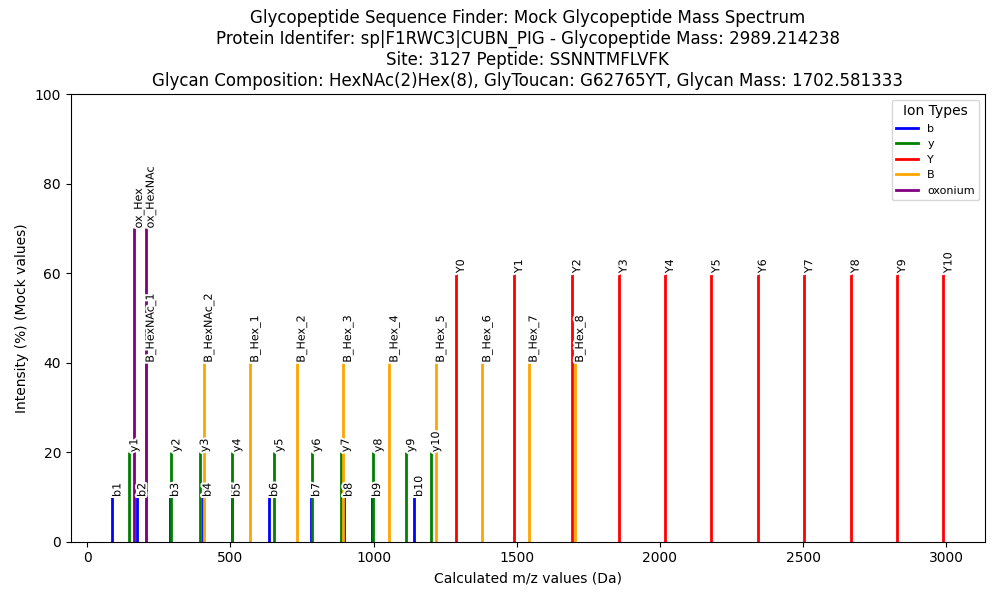 Glycopeptide Sequence Finder: Mock Glycopeptide Mass Spectrum
Protein Identifer: sp|F1RWC3|CUBN_PIG - Glycopeptide Mass: 2989.214238
Site: 3127 Peptide: SSNNTMFLVFK
Glycan Composition: HexNAc(2)Hex(8), GlyToucan: G62765YT, Glycan Mass: 1702.581333
Ion Types
b
y
Y
B
oxonium
Intensity (%) (Mock values)
100
80
60
40
20
0
ox_Hex
ox_HexNAc
Y0
Y1
Y2
Y3
Y4
Y5
Y6
Y7
Y8
Y9
Y10
B_HexNAc_1
B_HexNAc_2
B_Hex_1
B_Hex_2
B_Hex_3
B_Hex_4
B_Hex_5
B_Hex_6
B_Hex_7
B_Hex_8
y1
y2
y3
y4
y5
y6
y7
y8
y9
y10
b1
b2
b3
b4
b5
b6
b7
b8
b9
b10
0
500
1000
1500
2000
2500
3000
Calculated m/z values (Da)